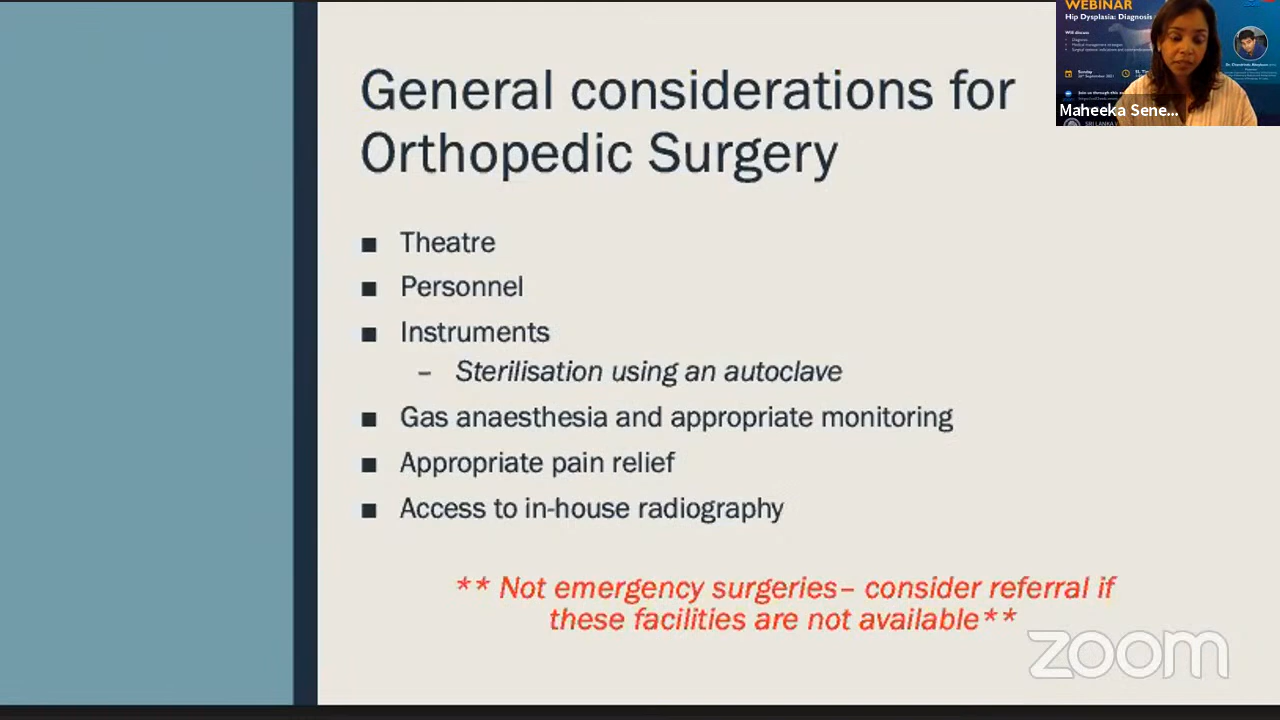 WEBINAR
Hip Dysplasia: Diagnosis
Will discuss
Maheeka Sene...
General considerations for
Orthopedic Surgery
■ Theatre
■ Personnel
■ Instruments
– Sterilisation using an autoclave
■ Gas anaesthesia and appropriate monitoring
■ Appropriate pain relief
■ Access to in-house radiography
** Not emergency surgeries– consider referral if
these facilities are not available**
zoom